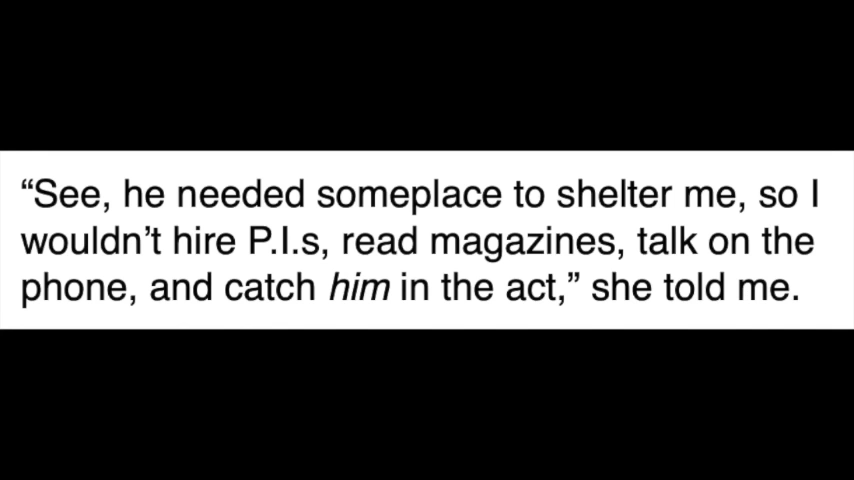 “See, he needed someplace to shelter me, so I
wouldn’t hire P.I.s, read magazines, talk on the
phone, and catch him in the act,” she told me.